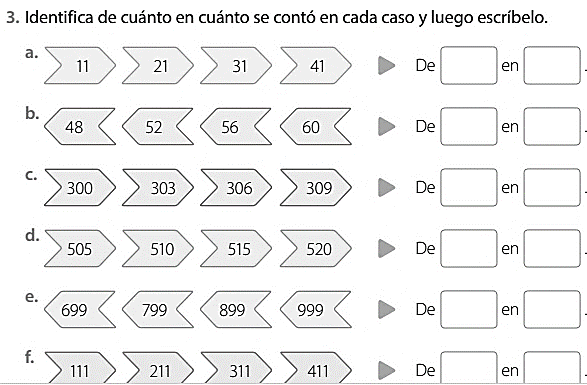 3. Identifica de cuánto en cuánto se contó en cada caso y luego escríbelo.
a. 11 21 31 41 De en .
b. 48 52 56 60 De en .
c. 300 303 306 309 De en .
d. 505 510 515 520 De en .
e. 699 799 899 999 De en .
f. 111 211 311 411 De en